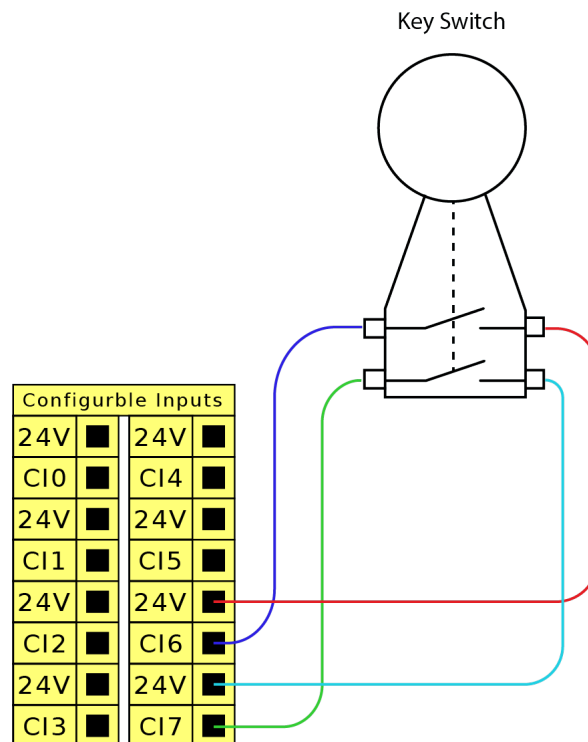 Key Switch
Configurble Inputs
24V 24V
CI0 CI4
24V 24V
CI1 CI5
24V 24V
CI2 CI6
24V 24V
CI3 CI7